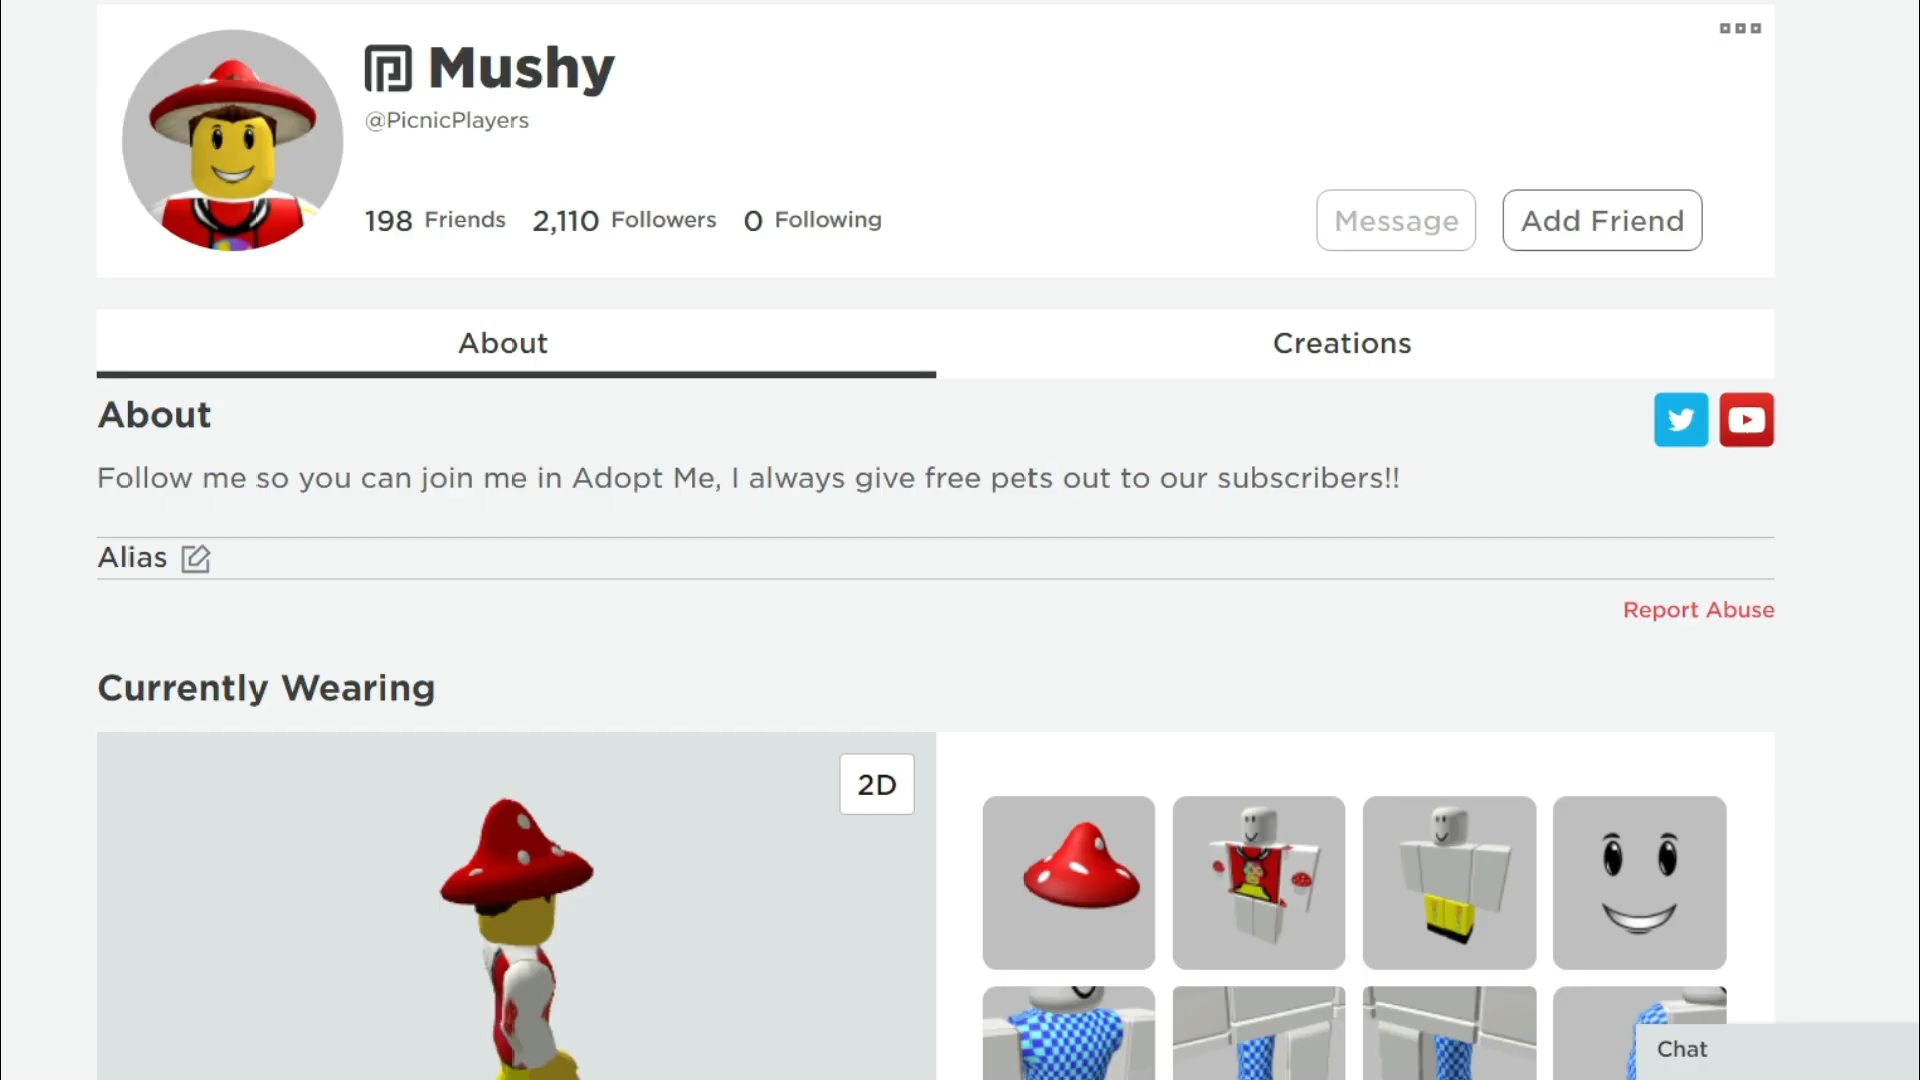 Mushy
@PicnicPlayers
198 Friends 2,110 Followers 0 Following
Message
Add Friend
About
Creations
About
Follow me so you can join me in Adopt Me, I always give free pets out to our subscribers!!
Alias
Report Abuse
Currently Wearing
2D
Chat